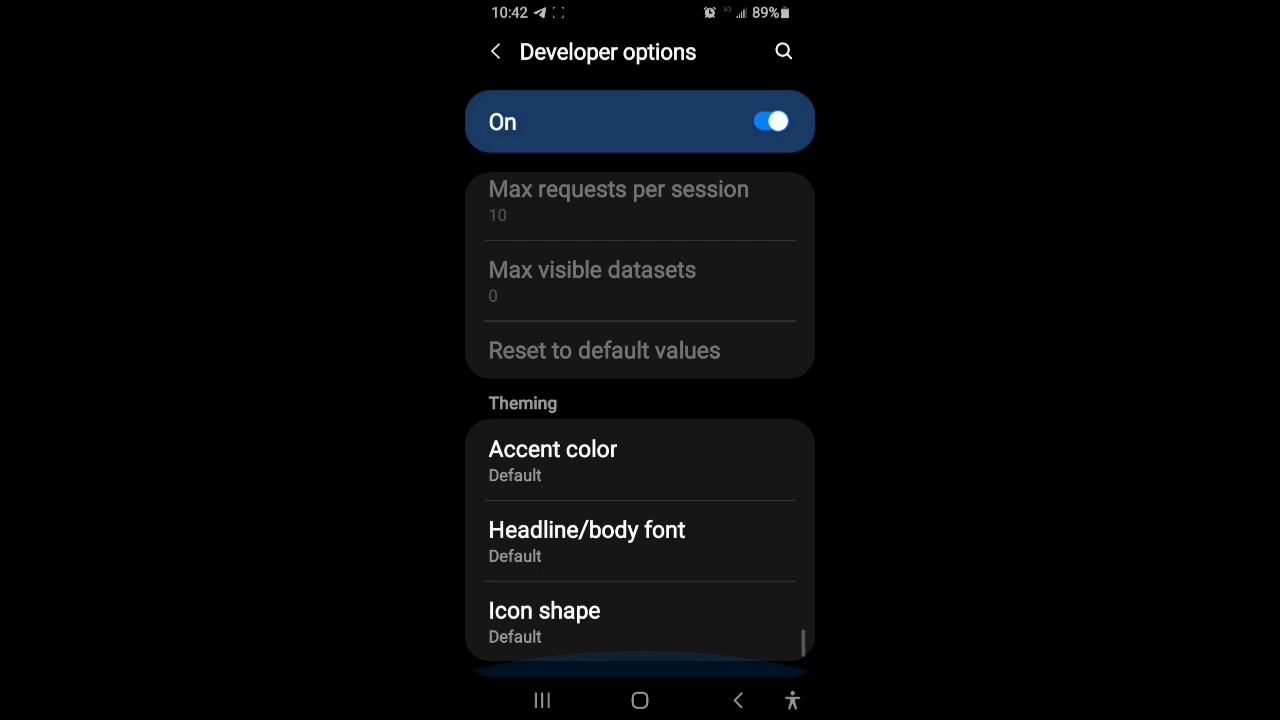 10:42 89%
Developer options
On
Max requests per session
10
Max visible datasets
0
Reset to default values
Theming
Accent color
Default
Headline/body font
Default
Icon shape
Default